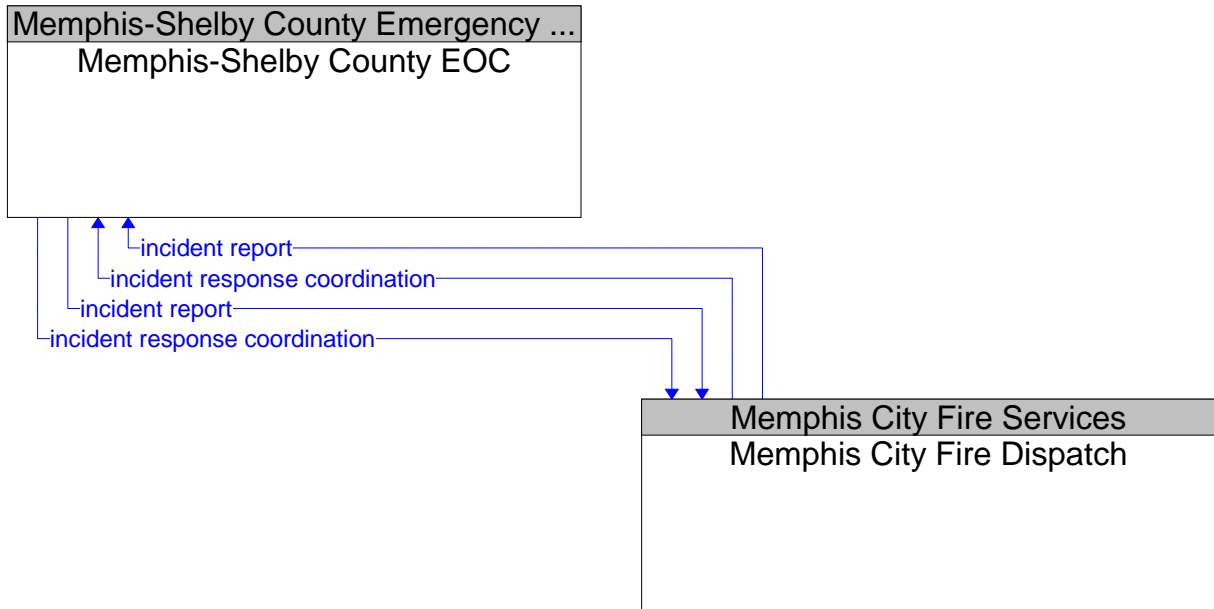 Memphis-Shelby County Emergency ...
Memphis-Shelby County EOC
incident report
incident response coordination
incident report
incident response coordination
Memphis City Fire Services
Memphis City Fire Dispatch